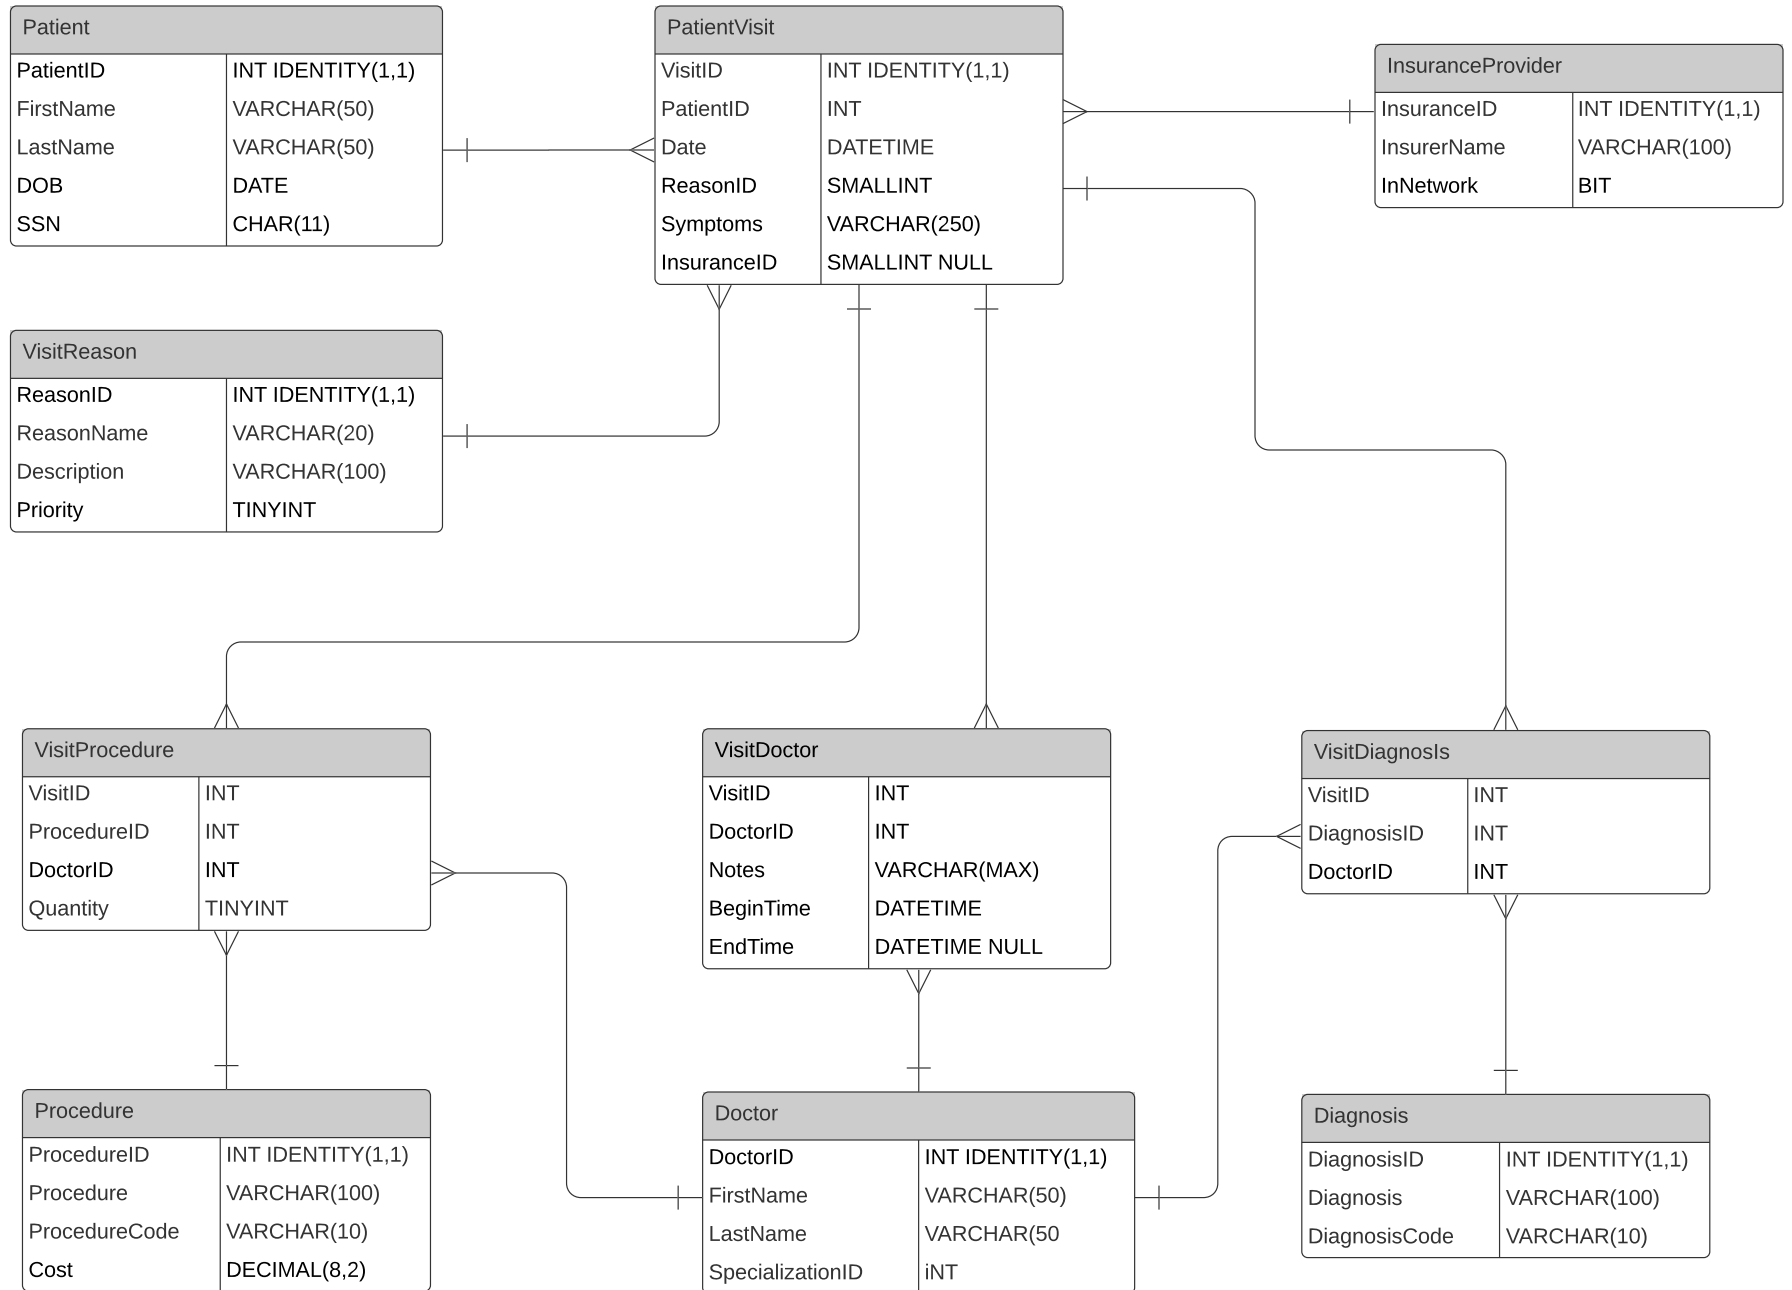 Patient
PatientID INT IDENTITY(1,1)
FirstName VARCHAR(50)
LastName VARCHAR(50)
DOB DATE
SSN CHAR(11)
PatientVisit
VisitID INT IDENTITY(1,1)
PatientID INT
Date DATETIME
ReasonID SMALLINT
Symptoms VARCHAR(250)
InsuranceID SMALLINT NULL
InsuranceProvider
InsuranceID INT IDENTITY(1,1)
InsurerName VARCHAR(100)
InNetwork BIT
VisitReason
ReasonID INT IDENTITY(1,1)
ReasonName VARCHAR(20)
Description VARCHAR(100)
Priority TINYINT
VisitProcedure
VisitID INT
ProcedureID INT
DoctorID INT
Quantity TINYINT
VisitDoctor
VisitID INT
DoctorID INT
Notes VARCHAR(MAX)
BeginTime DATETIME
EndTime DATETIME NULL
VisitDiagnosIs
VisitID INT
DiagnosisID INT
DoctorID INT
Procedure
ProcedureID INT IDENTITY(1,1)
Procedure VARCHAR(100)
ProcedureCode VARCHAR(10)
Cost DECIMAL(8,2)
Doctor
DoctorID INT IDENTITY(1,1)
FirstName VARCHAR(50)
LastName VARCHAR(50
SpecializationID iNT
Diagnosis
DiagnosisID INT IDENTITY(1,1)
Diagnosis VARCHAR(100)
DiagnosisCode VARCHAR(10)